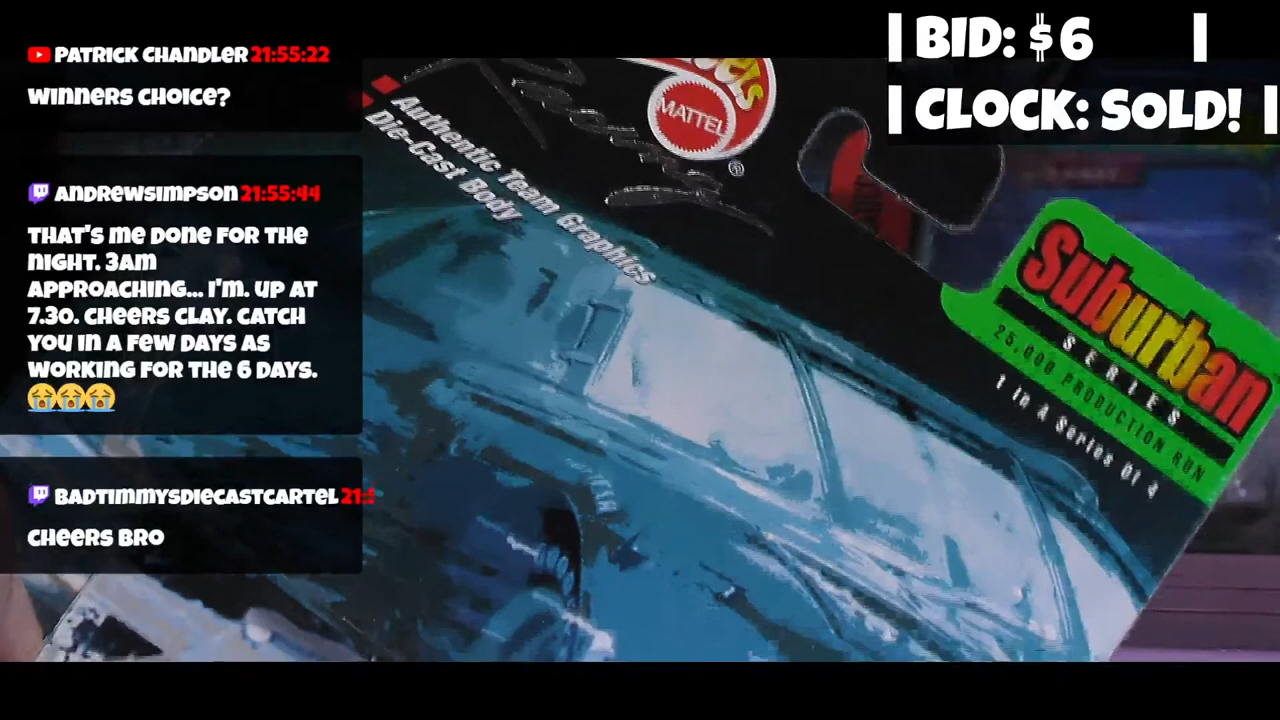 Patrick Chandler 21:55:22
Winners choice?
andrewsimpson 21:55:44
That's me done for the
night. 3am
approaching... I'm. up at
7.30. Cheers Clay. Catch
you in a few days as
working for the 6 days.
😭😭😭
badtimmysdiecastcartel
Cheers bro
| BID: $6 |
| CLOCK: SOLD! |
MATTEL
®
Racing
Authentic Team Graphics
Die-Cast Body
Suburban
SERIES
25,000 PRODUCTION RUN
1 In A Series Of 4